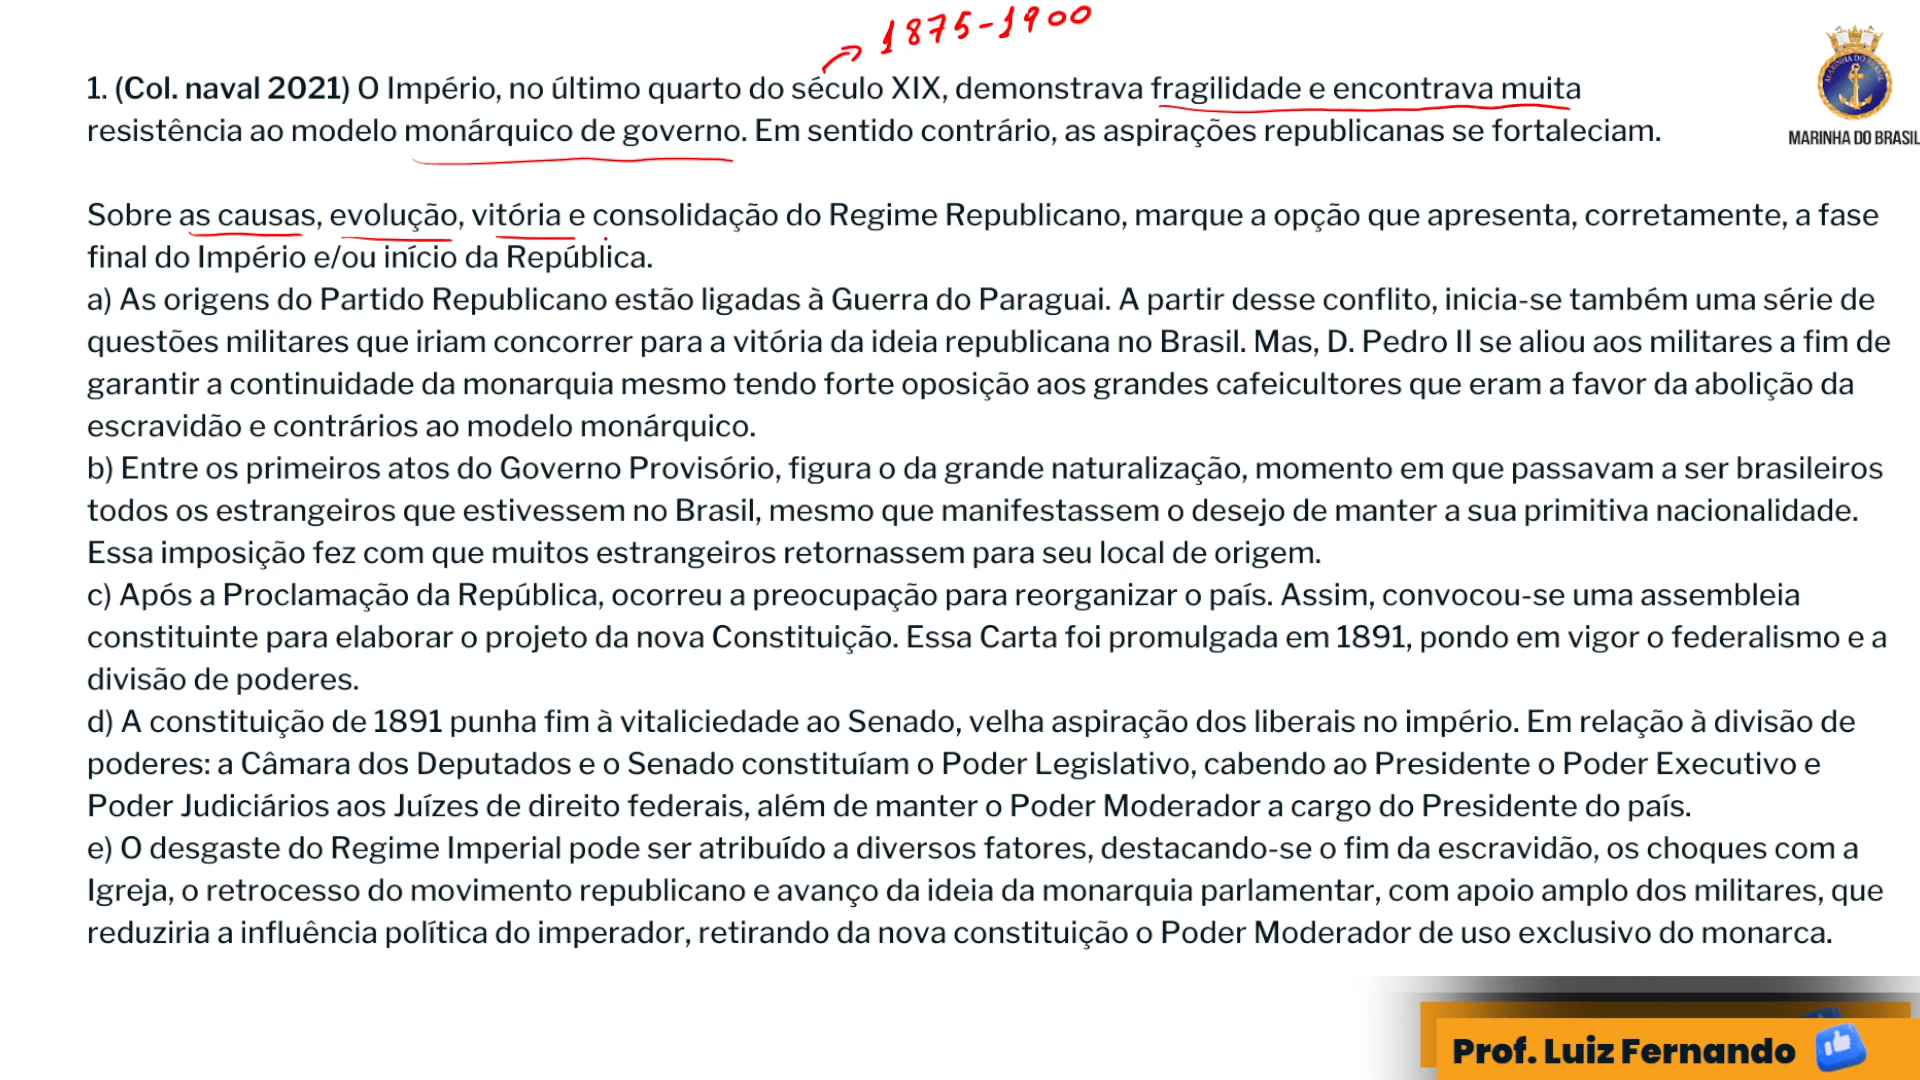 1875-1900
1. (Col. naval 2021) O Império, no último quarto do século XIX, demonstrava fragilidade e encontrava muita
resistência ao modelo monárquico de governo. Em sentido contrário, as aspirações republicanas se fortaleciam.
MARINHA DO BRASIL
MARINHA DO BRASIL
Sobre as causas, evolução, vitória e consolidação do Regime Republicano, marque a opção que apresenta, corretamente, a fase
final do Império e/ou início da República.
a) As origens do Partido Republicano estão ligadas à Guerra do Paraguai. A partir desse conflito, inicia-se também uma série de
questões militares que iriam concorrer para a vitória da ideia republicana no Brasil. Mas, D. Pedro II se aliou aos militares a fim de
garantir a continuidade da monarquia mesmo tendo forte oposição aos grandes cafeicultores que eram a favor da abolição da
escravidão e contrários ao modelo monárquico.
b) Entre os primeiros atos do Governo Provisório, figura o da grande naturalização, momento em que passavam a ser brasileiros
todos os estrangeiros que estivessem no Brasil, mesmo que manifestassem o desejo de manter a sua primitiva nacionalidade.
Essa imposição fez com que muitos estrangeiros retornassem para seu local de origem.
c) Após a Proclamação da República, ocorreu a preocupação para reorganizar o país. Assim, convocou-se uma assembleia
constituinte para elaborar o projeto da nova Constituição. Essa Carta foi promulgada em 1891, pondo em vigor o federalismo e a
divisão de poderes.
d) A constituição de 1891 punha fim à vitaliciedade ao Senado, velha aspiração dos liberais no império. Em relação à divisão de
poderes: a Câmara dos Deputados e o Senado constituíam o Poder Legislativo, cabendo ao Presidente o Poder Executivo e
Poder Judiciários aos Juízes de direito federais, além de manter o Poder Moderador a cargo do Presidente do país.
e) O desgaste do Regime Imperial pode ser atribuído a diversos fatores, destacando-se o fim da escravidão, os choques com a
Igreja, o retrocesso do movimento republicano e avanço da ideia da monarquia parlamentar, com apoio amplo dos militares, que
reduziria a influência política do imperador, retirando da nova constituição o Poder Moderador de uso exclusivo do monarca.
Prof. Luiz Fernando